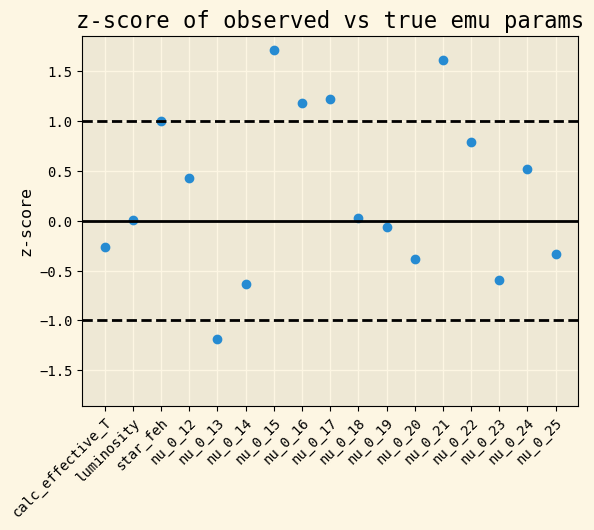 z-score of observed vs true emu params
z-score
1.5
1.0
0.5
0.0
−0.5
−1.0
−1.5
calc_effective_T
luminosity
star_feh
nu_0_12
nu_0_13
nu_0_14
nu_0_15
nu_0_16
nu_0_17
nu_0_18
nu_0_19
nu_0_20
nu_0_21
nu_0_22
nu_0_23
nu_0_24
nu_0_25